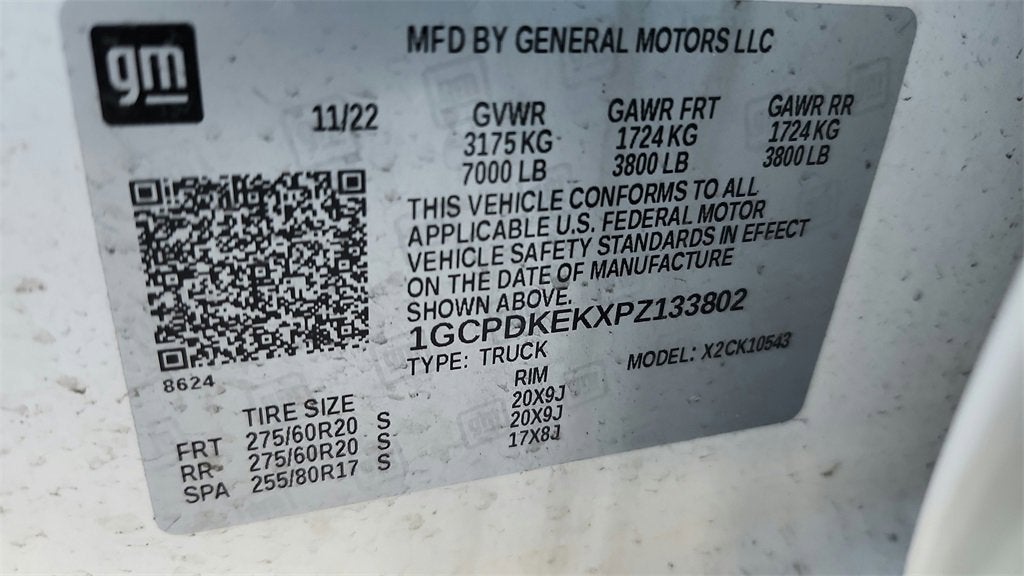 gm
MFD BY GENERAL MOTORS LLC
11/22 GVWR GAWR FRT GAWR RR
3175 KG 1724 KG 1724 KG
7000 LB 3800 LB 3800 LB
THIS VEHICLE CONFORMS TO ALL
APPLICABLE U.S. FEDERAL MOTOR
VEHICLE SAFETY STANDARDS IN EFFECT
ON THE DATE OF MANUFACTURE
SHOWN ABOVE.
1GCPDKEKXPZ133802
TYPE: TRUCK MODEL: X2CK10543
8624
TIRE SIZE RIM
FRT 275/60R20 S 20X9J
RR 275/60R20 S 20X9J
SPA 255/80R17 S 17X8J